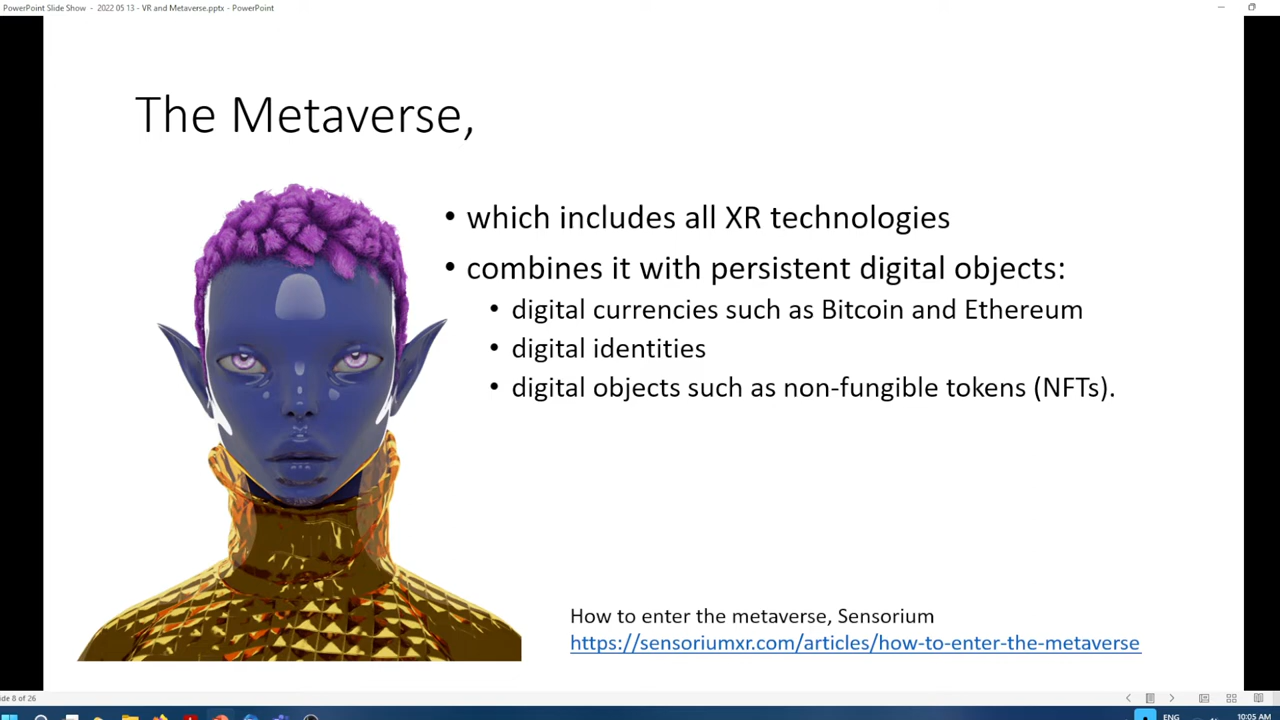 PowerPoint Slide Show - 2022 05 13 - VR and Metaverse.pptx - PowerPoint
The Metaverse,
• which includes all XR technologies
• combines it with persistent digital objects:
• digital currencies such as Bitcoin and Ethereum
• digital identities
• digital objects such as non-fungible tokens (NFTs).
How to enter the metaverse, Sensorium
https://sensoriumxr.com/articles/how-to-enter-the-metaverse
ide 8 of 26
ENG
10:05 AM